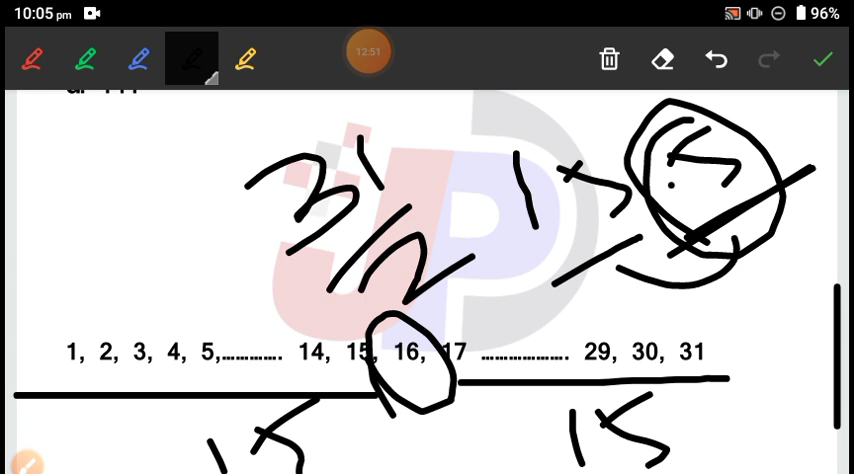 10:05 pm 96%
12:51
31/2 15.5
1, 2, 3, 4, 5,............. 14, 15, 16, 17 .................. 29, 30, 31
15 15